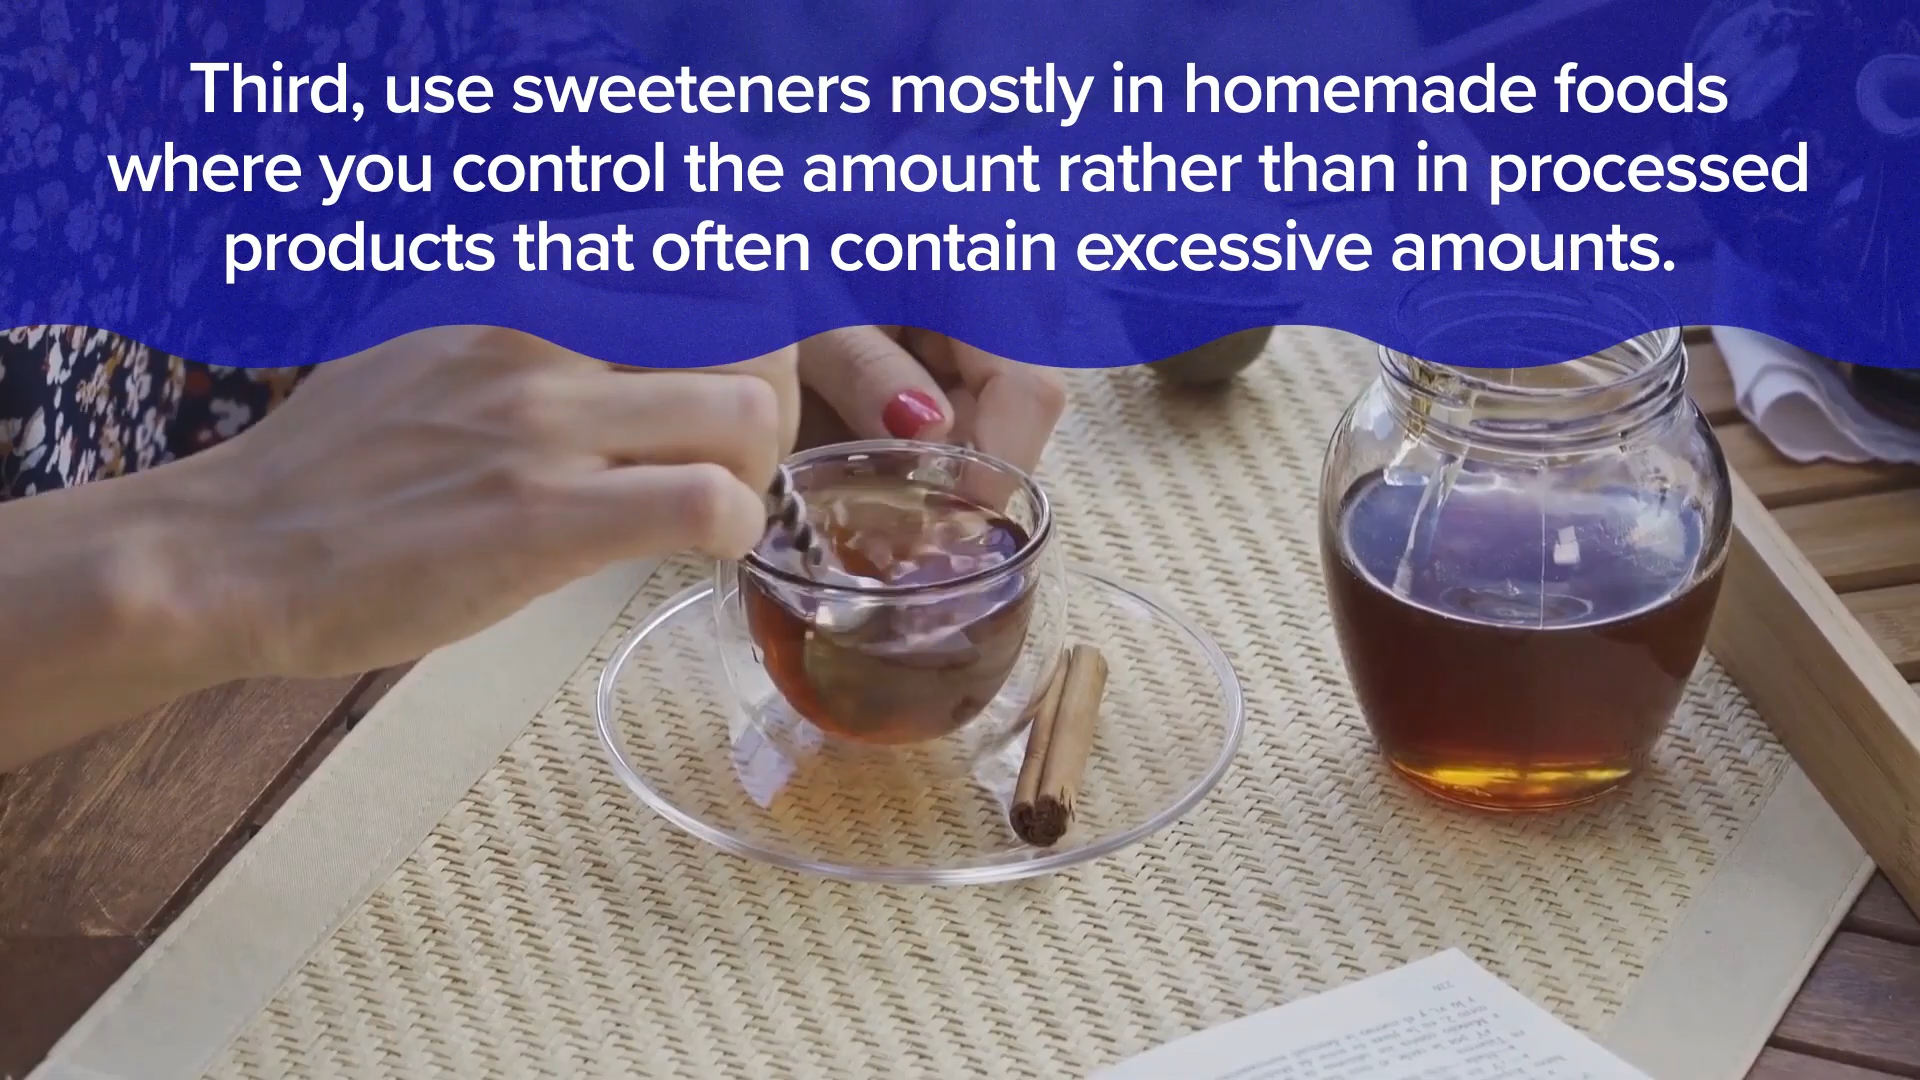 Third, use sweeteners mostly in homemade foods
where you control the amount rather than in processed
products that often contain excessive amounts.